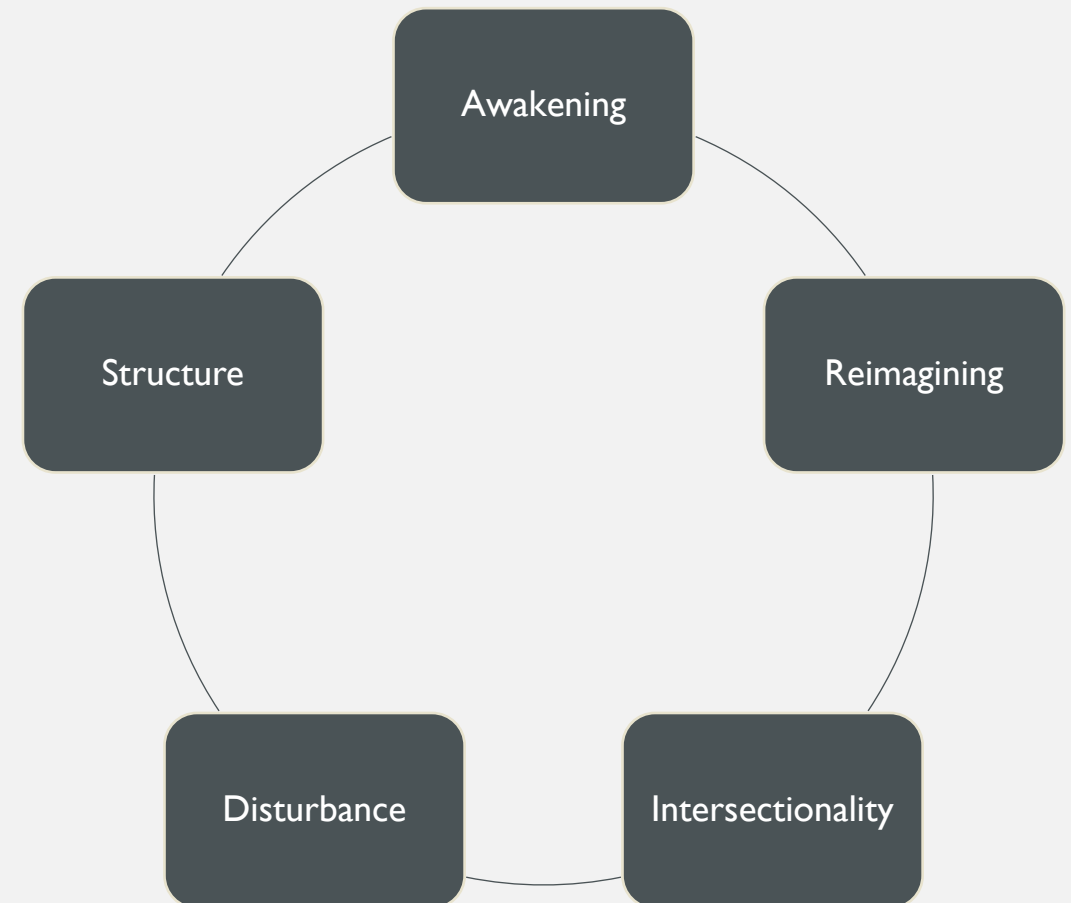 Awakening
Reimagining
Intersectionality
Disturbance
Structure